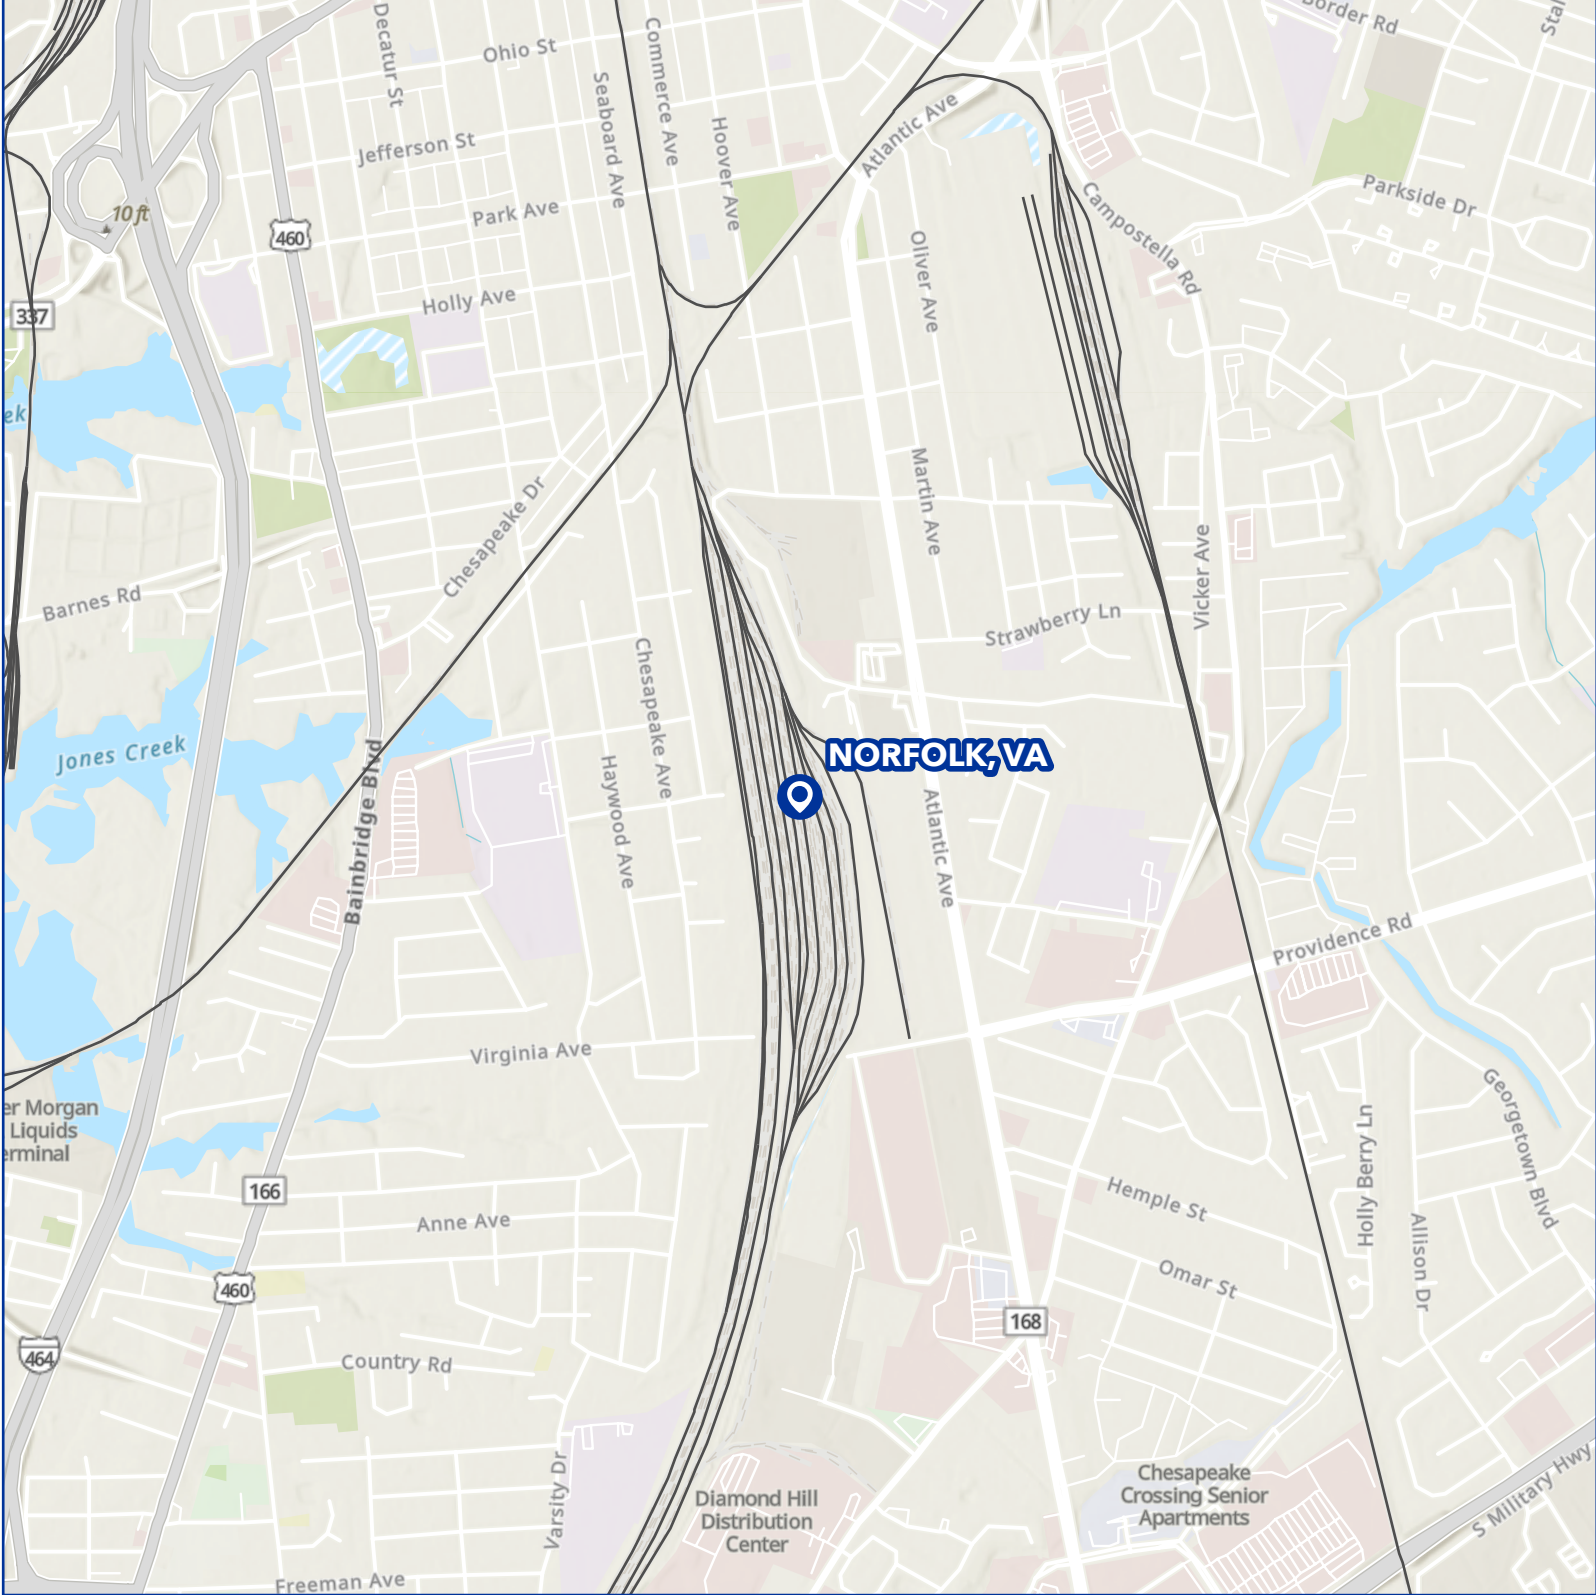 Border Rd
Decatur St
Ohio St
Commerce Ave
Seaboard Ave
Hoover Ave
Atlantic Ave
Jefferson St
Park Ave
Parkside Dr
10 ft
460
Campostella Rd
Oliver Ave
Holly Ave
337
Martin Ave
Chesapeake Dr
Vicker Ave
Barnes Rd
Strawberry Ln
Chesapeake Ave
Jones Creek
NORFOLK, VA
Bainbridge Blvd
Haywood Ave
Atlantic Ave
Providence Rd
Virginia Ave
er Morgan
Liquids
erminal
Georgetown Blvd
Holly Berry Ln
166
Hemple St
Anne Ave
Allison Dr
Omar St
460
168
464
Country Rd
Varsity Dr
Diamond Hill
Distribution
Center
Chesapeake
Crossing Senior
Apartments
S Military Hwy
Freeman Ave